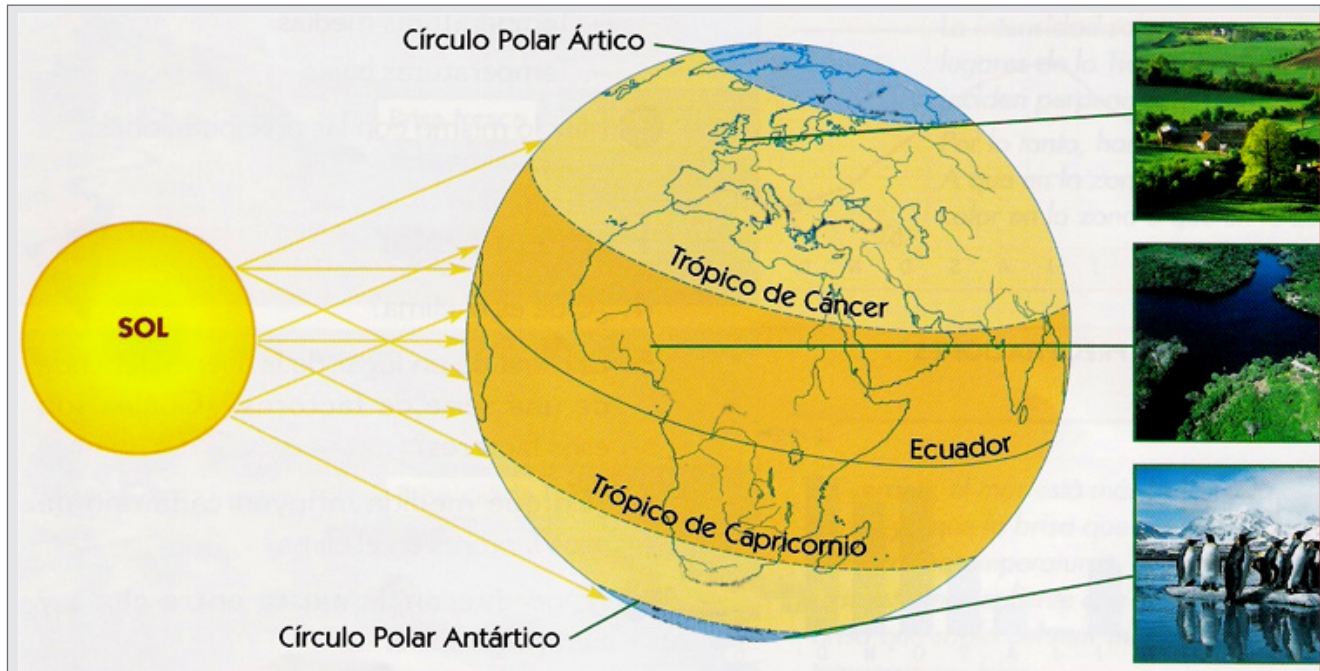 Círculo Polar Ártico
Trópico de Cáncer
SOL
Ecuador
Trópico de Capricornio
Círculo Polar Antártico